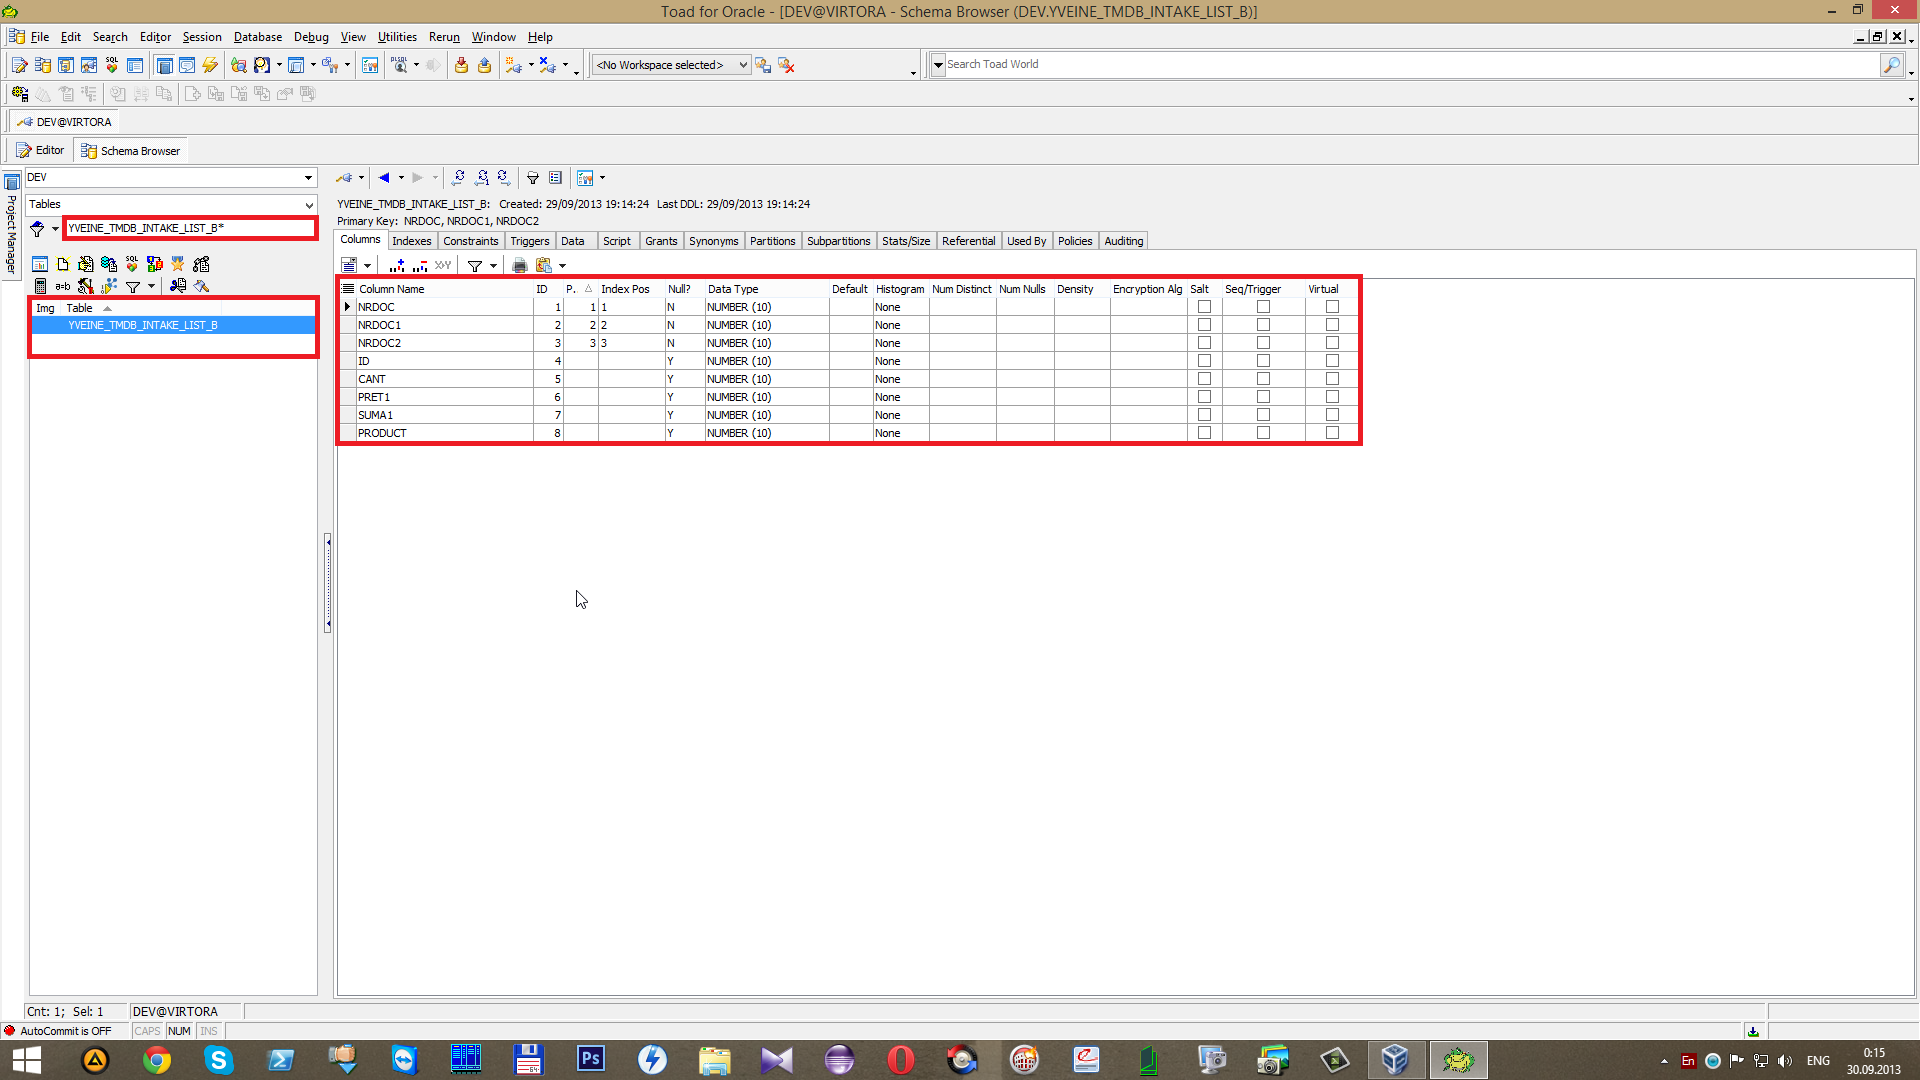 Toad for Oracle - [DEV@VIRTORA - Schema Browser (DEV.YVEINE_TMDB_INTAKE_LIST_B)]
File Edit Search Editor Session Database Debug View Utilities Rerun Window Help
SQL PLSQL <No Workspace selected> Search Toad World
DEV@VIRTORA
Editor Schema Browser
Project Manager
DEV
Tables
YVEINE_TMDB_INTAKE_LIST_B*
SQL
a=b
Img Table
YVEINE_TMDB_INTAKE_LIST_B
YVEINE_TMDB_INTAKE_LIST_B: Created: 29/09/2013 19:14:24 Last DDL: 29/09/2013 19:14:24
Primary Key: NRDOC, NRDOC1, NRDOC2
Columns Indexes Constraints Triggers Data Script Grants Synonyms Partitions Subpartitions Stats/Size Referential Used By Policies Auditing
Column Name ID P.. Index Pos Null? Data Type Default Histogram Num Distinct Num Nulls Density Encryption Alg Salt Seq/Trigger Virtual
NRDOC 1 1 1 N NUMBER (10) None
NRDOC1 2 2 2 N NUMBER (10) None
NRDOC2 3 3 3 N NUMBER (10) None
ID 4 Y NUMBER (10) None
CANT 5 Y NUMBER (10) None
PRET1 6 Y NUMBER (10) None
SUMA1 7 Y NUMBER (10) None
PRODUCT 8 Y NUMBER (10) None
Cnt: 1; Sel: 1 DEV@VIRTORA
AutoCommit is OFF CAPS NUM INS
64 Ps En ENG 0:15
30.09.2013